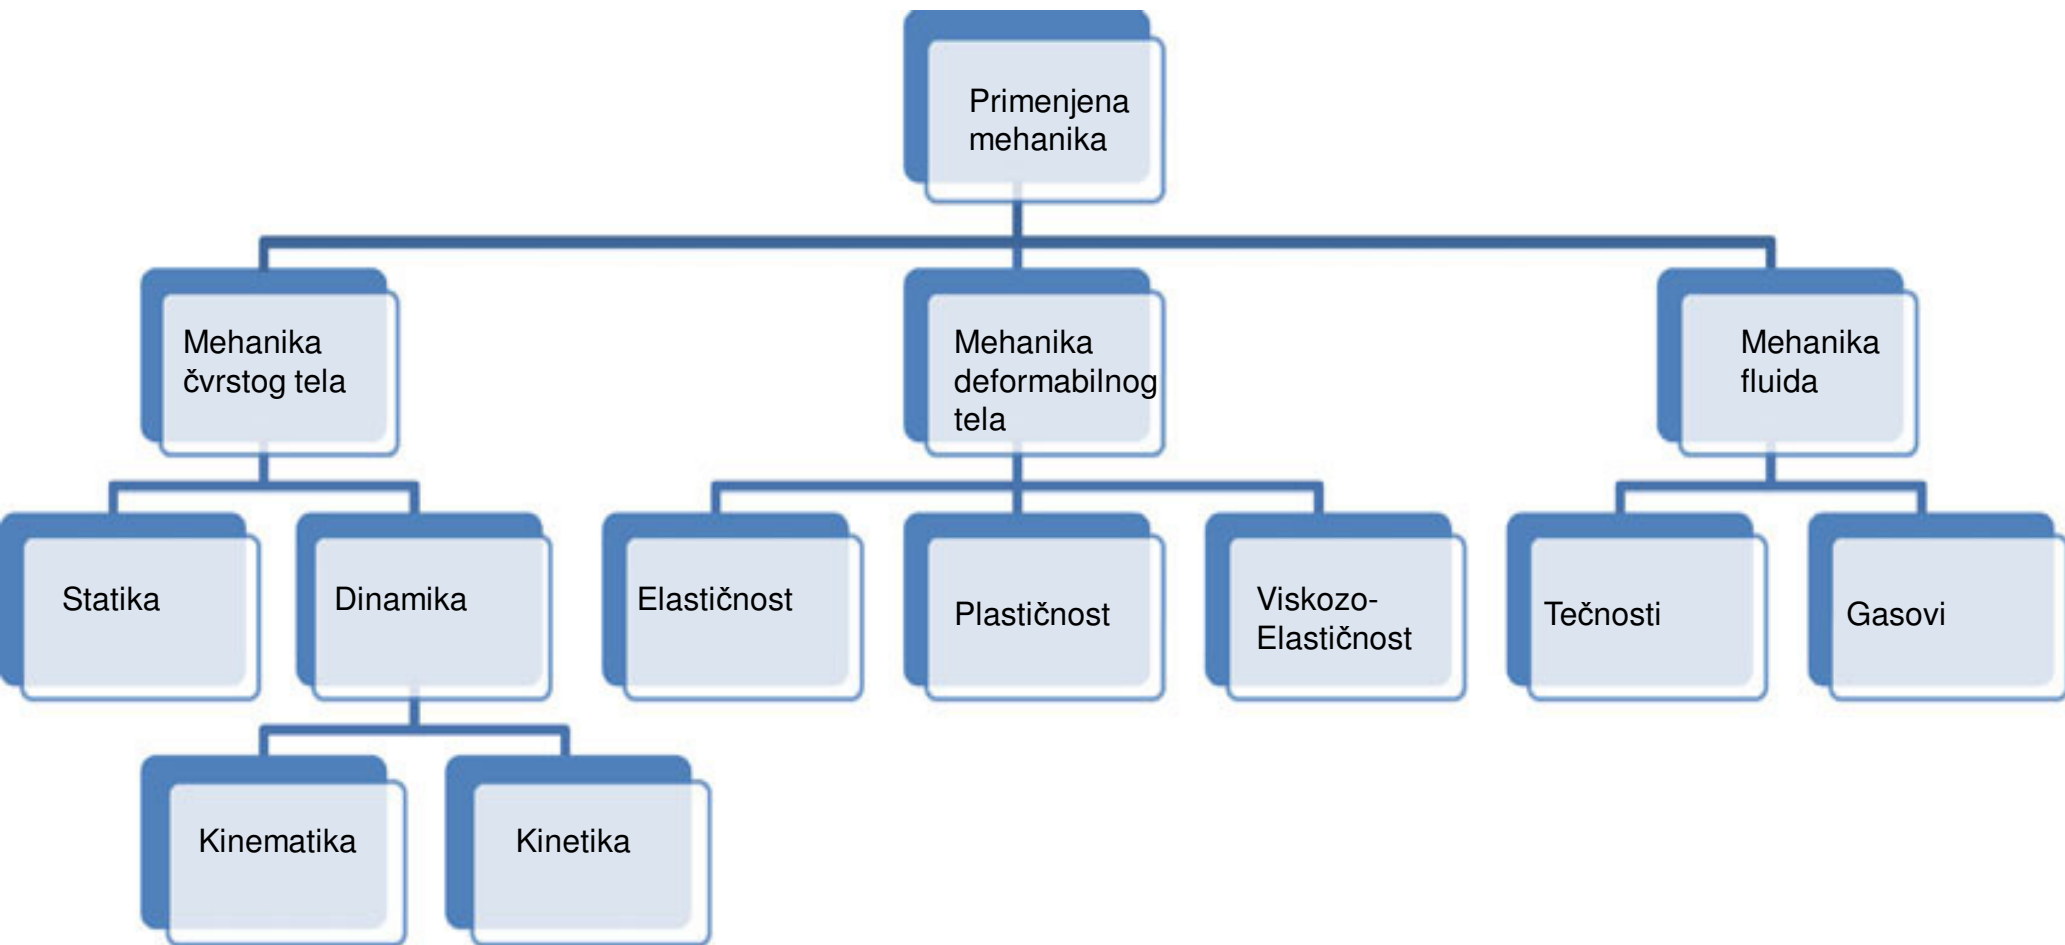 Primenjena
mehanika
Mehanika
čvrstog tela
Mehanika
deformabilnog
tela
Mehanika
fluida
Statika
Dinamika
Elastičnost
Plastičnost
Viskozo-
Elastičnost
Tečnosti
Gasovi
Kinematika
Kinetika